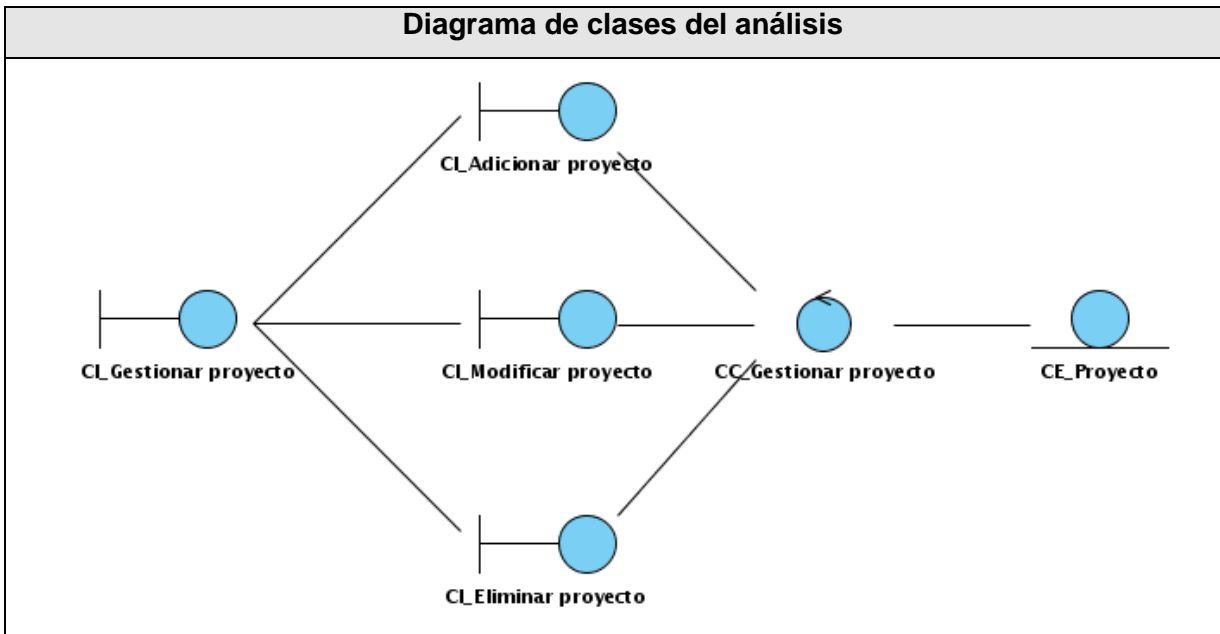 Diagrama de clases del análisis
CI_Adicionar proyecto
CI_Gestionar proyecto
CI_Modificar proyecto
CC_Gestionar proyecto
CE_Proyecto
CI_Eliminar proyecto